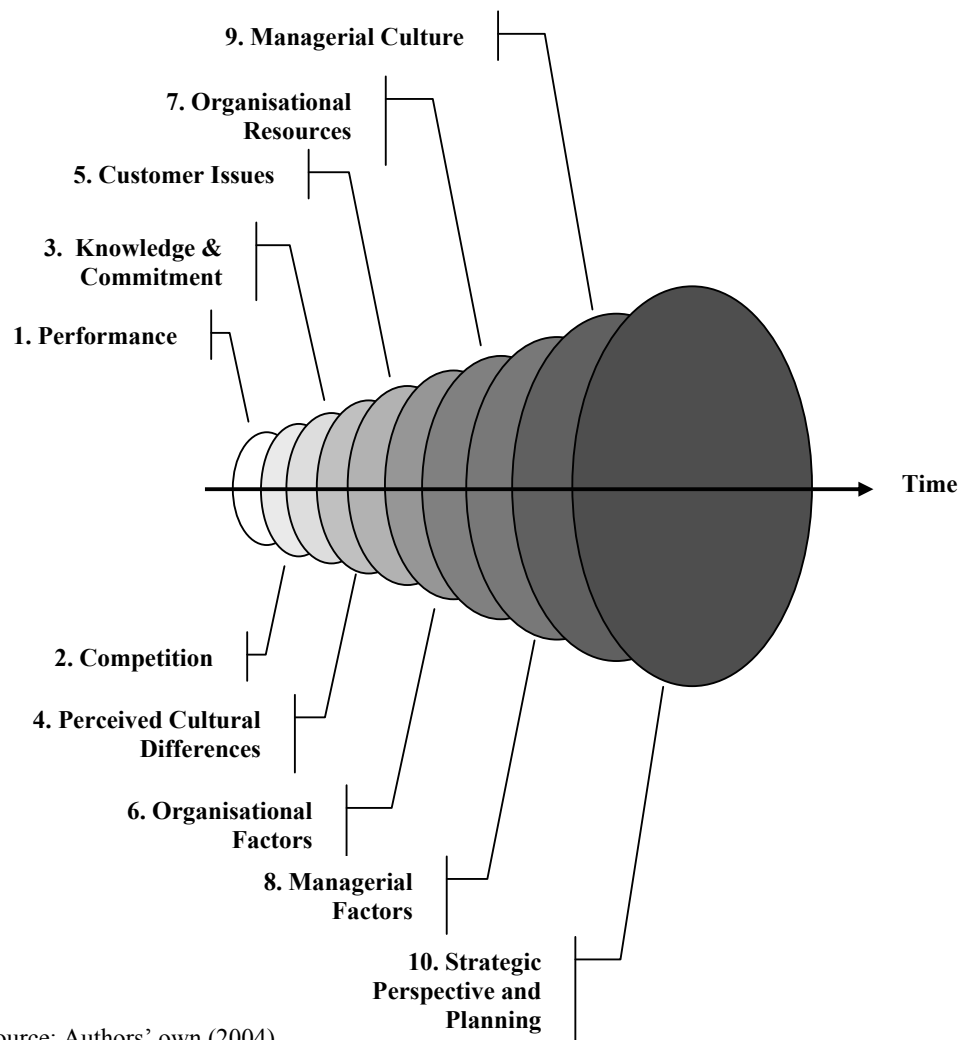 9. Managerial Culture
7. Organisational
Resources
5. Customer Issues
3. Knowledge &
Commitment
1. Performance
Time
2. Competition
4. Perceived Cultural
Differences
6. Organisational
Factors
8. Managerial
Factors
10. Strategic
Perspective and
Planning
ource: Authors' own (2004)